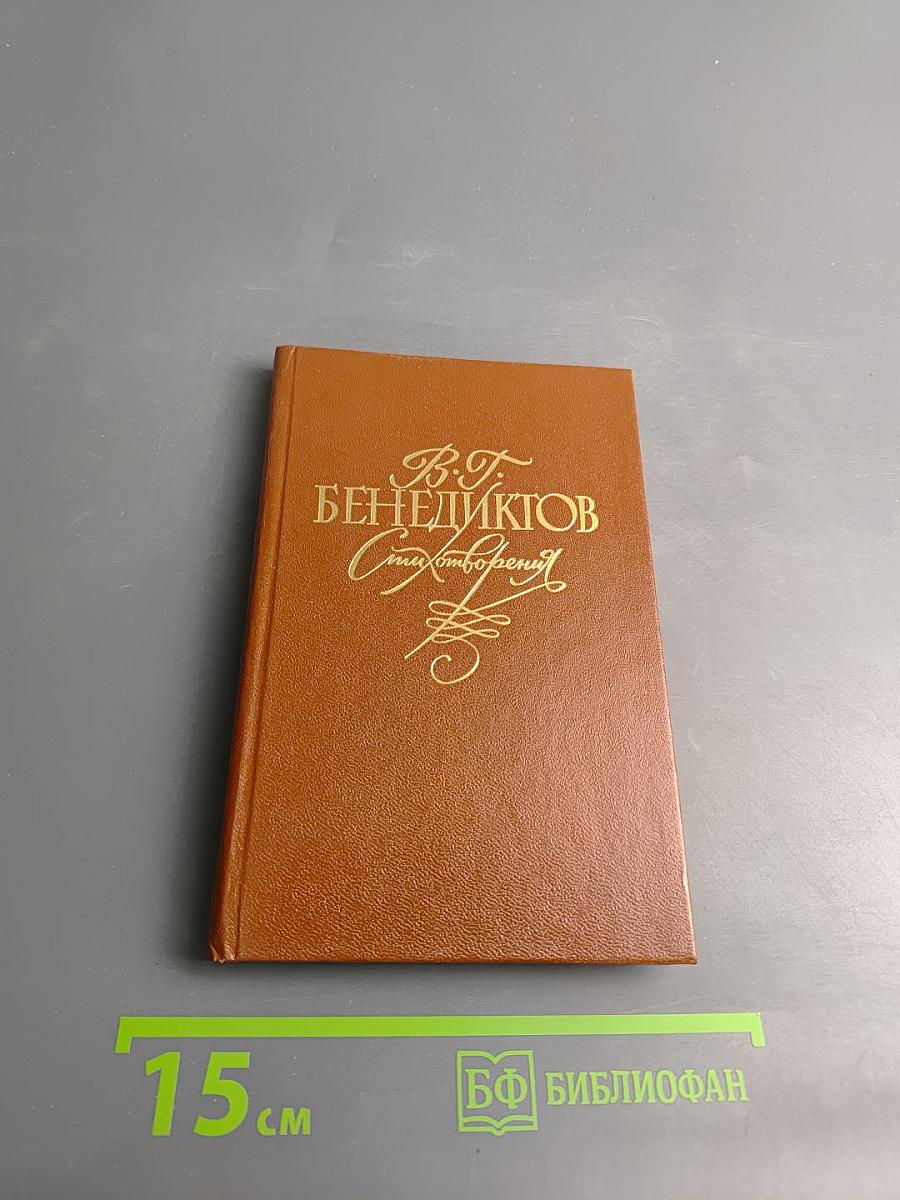 В. Г.
БЕНЕДИКТОВ
Стихотворения
15 см
БФ БИБЛИОФАН